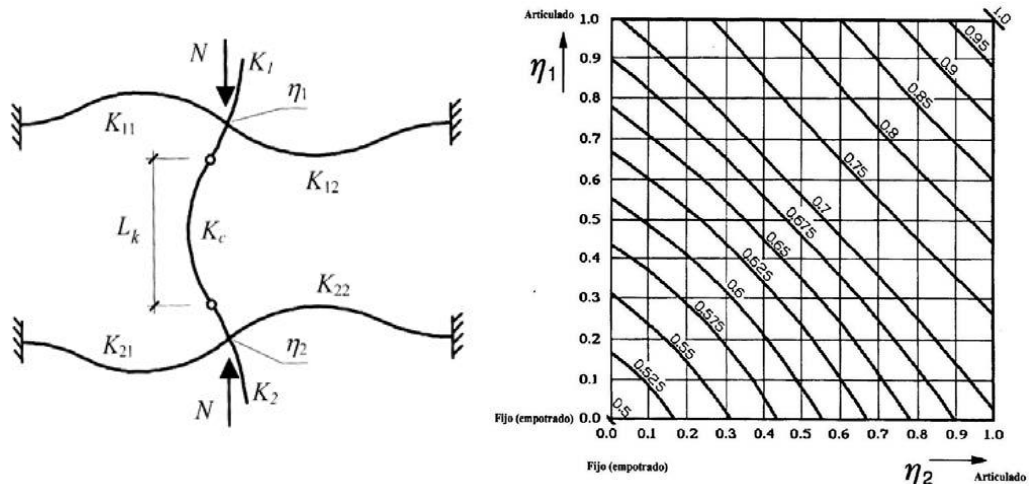 N
K₁
η₁
K₁₁
K₁₂
Lₖ
K_c
K₂₂
K₂₁
η₂
N
K₂
Articulado
η₁
1.0
0.9
0.8
0.7
0.6
0.5
0.4
0.3
0.2
0.1
0.0
Fijo (empotrado)
1.0
0.95
0.9
0.85
0.8
0.75
0.7
0.675
0.65
0.625
0.6
0.575
0.55
0.525
0.5
0.0 0.1 0.2 0.3 0.4 0.5 0.6 0.7 0.8 0.9 1.0
Fijo (empotrado)
η₂ Articulado